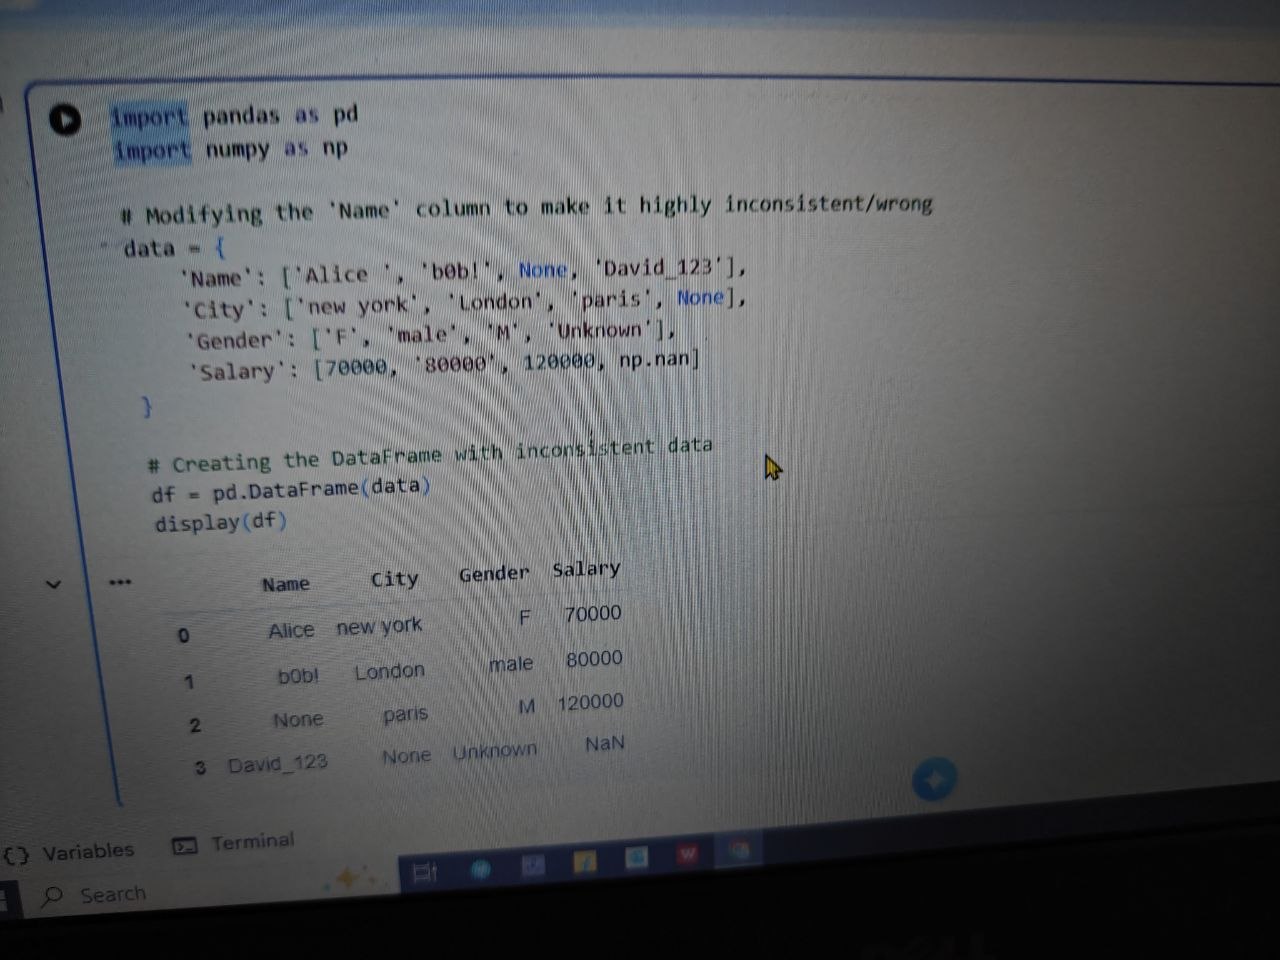 import pandas as pd
import numpy as np
# Modifying the 'Name' column to make it highly inconsistent/wrong
data = {
'Name': ['Alice ', 'b0b!', None, 'David_123'],
'City': ['new york', 'London', 'paris', None],
'Gender': ['F', 'male', 'M', 'Unknown'],
'Salary': [70000, '80000', 120000, np.nan]
}
# Creating the DataFrame with inconsistent data
df = pd.DataFrame(data)
display(df)
Name City Gender Salary
0 Alice new york F 70000
1 b0b! London male 80000
2 None paris M 120000
3 David_123 None Unknown NaN
{} Variables Terminal
Search